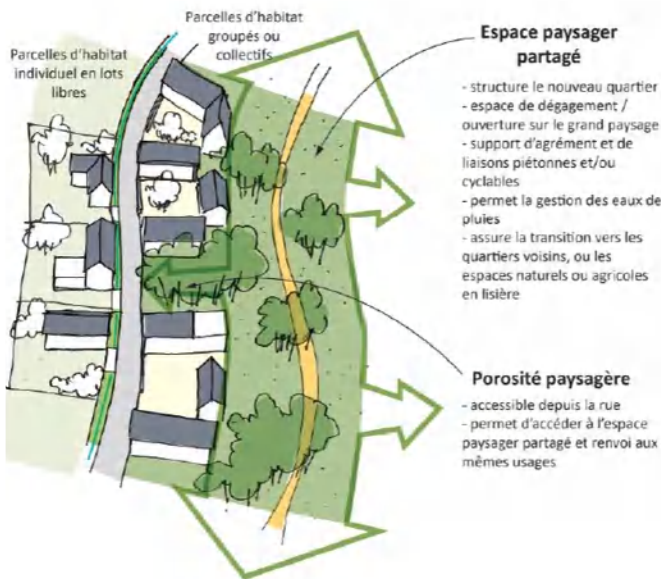 Parcelles d'habitat
groupés ou
collectifs
Parcelles d'habitat
individuel en lots
libres
Espace paysager
partagé
- structure le nouveau quartier
- espace de dégagement /
ouverture sur le grand paysage
- support d'agrément et de
liaisons piétonnes et/ou
cyclables
- permet la gestion des eaux de
pluies
- assure la transition vers les
quartiers voisins, ou les
espaces naturels ou agricoles
en lisière
Porosité paysagère
- accessible depuis la rue
- permet d'accéder à l'espace
paysager partagé et renvoi aux
mêmes usages